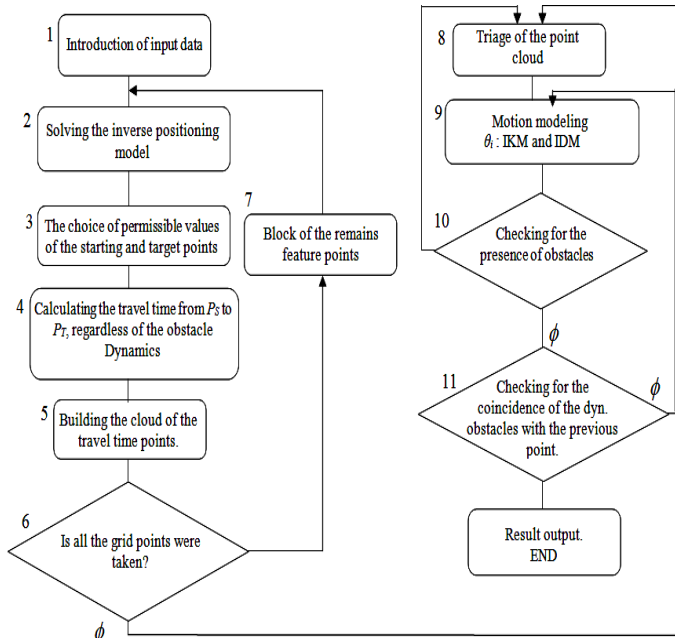 1
Introduction of input data
2
Solving the inverse positioning
model
3
The choice of permissible values
of the starting and target points
4
Calculating the travel time from PS to
PT, regardless of the obstacle
Dynamics
5
Building the cloud of the
travel time points.
6
Is all the grid points were
taken?
ϕ
7
Block of the remains
feature points
8
Triage of the point
cloud
9
Motion modeling
θi : IKM and IDM
10
Checking for the
presence of obstacles
ϕ
11
Checking for the
coincidence of the dyn.
obstacles with the previous
point.
ϕ
Result output.
END